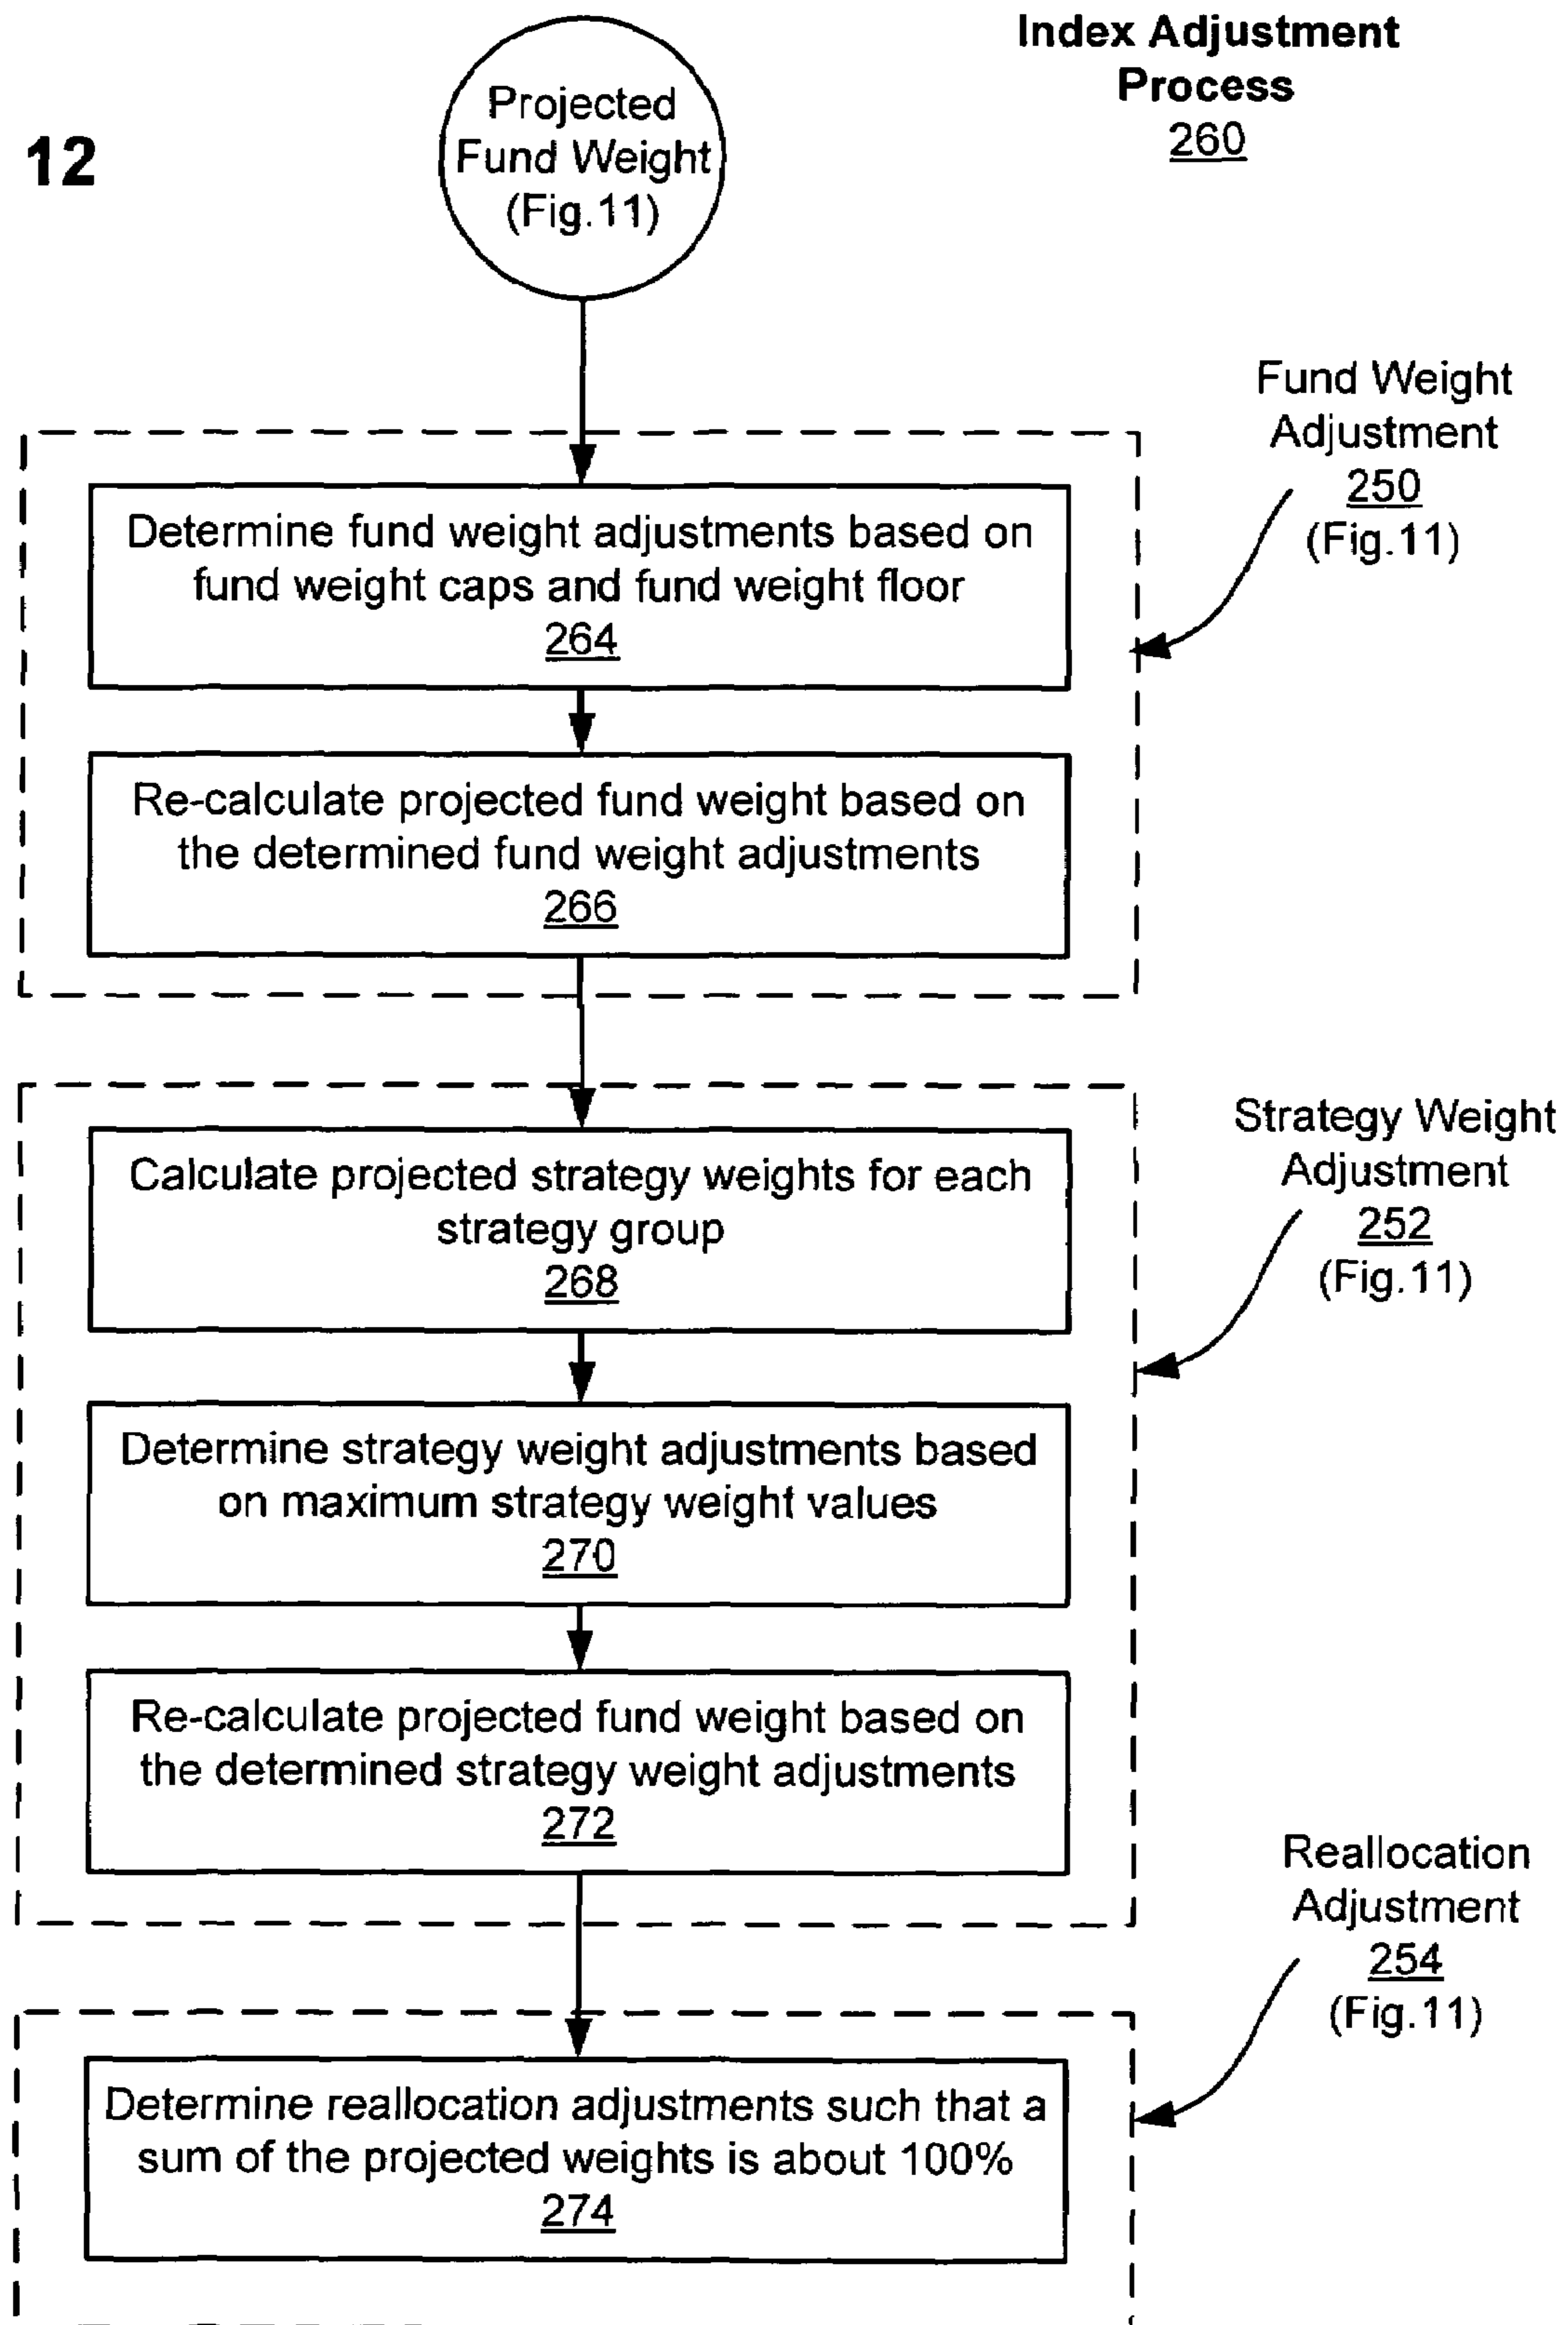 Index Adjustment
Process
260
12
Projected
Fund Weight
(Fig.11)
Fund Weight
Adjustment
250
(Fig.11)
Determine fund weight adjustments based on
fund weight caps and fund weight floor
264
Re-calculate projected fund weight based on
the determined fund weight adjustments
266
Strategy Weight
Adjustment
252
(Fig.11)
Calculate projected strategy weights for each
strategy group
268
Determine strategy weight adjustments based
on maximum strategy weight values
270
Re-calculate projected fund weight based on
the determined strategy weight adjustments
272
Reallocation
Adjustment
254
(Fig.11)
Determine reallocation adjustments such that a
sum of the projected weights is about 100%
274